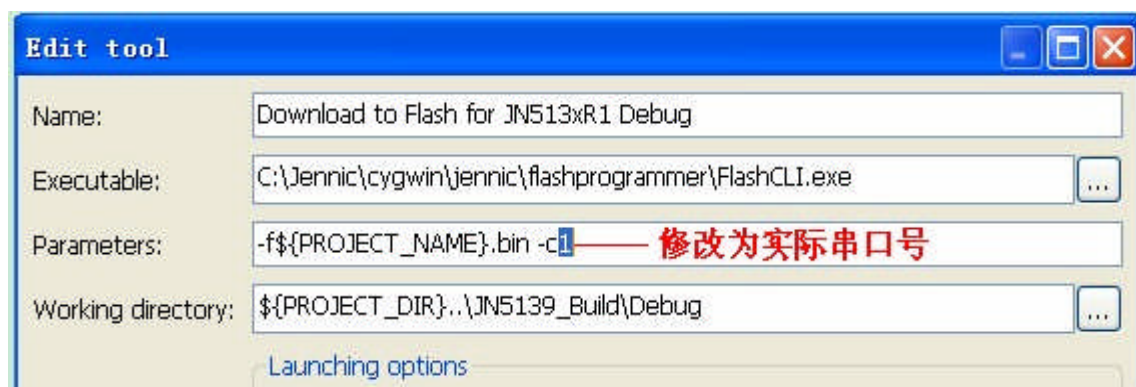 Edit tool
Name: Download to Flash for JN513xR1 Debug
Executable: C:\Jennic\cygwin\jennic\flashprogrammer\FlashCLI.exe ...
Parameters: -f${PROJECT_NAME}.bin -c1 修改为实际串口号
Working directory: ${PROJECT_DIR}..\JN5139_Build\Debug ...
Launching options